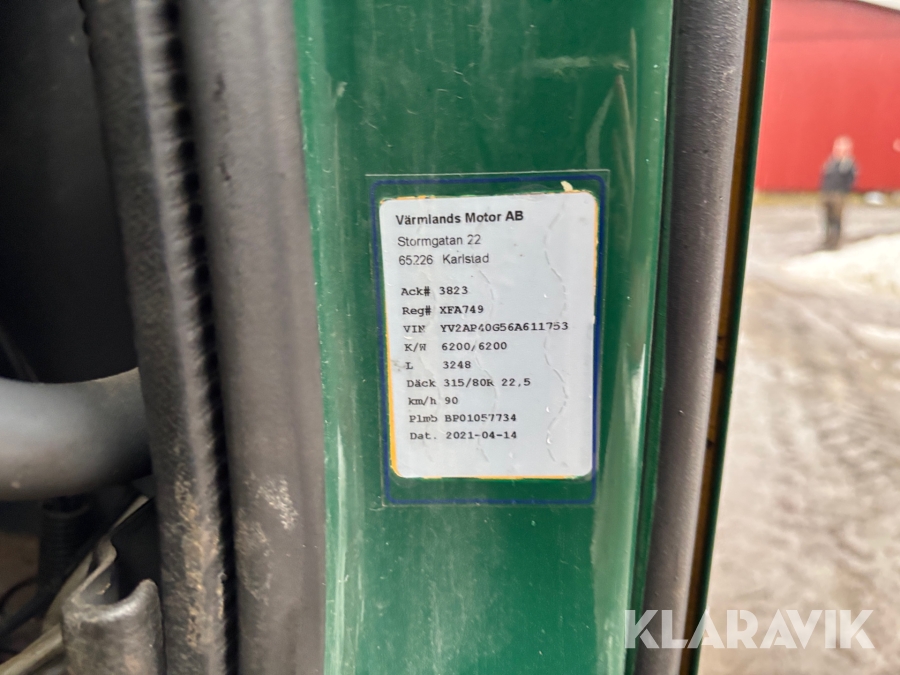 Värmlands Motor AB
Stormgatan 22
65226 Karlstad
Ack# 3823
Reg# XFA749
VIN YV2AP40G56A611753
K/W 6200/6200
L 3248
Däck 315/80R 22,5
km/h 90
Plmb BP01057734
Dat. 2021-04-14
KLARAVIK